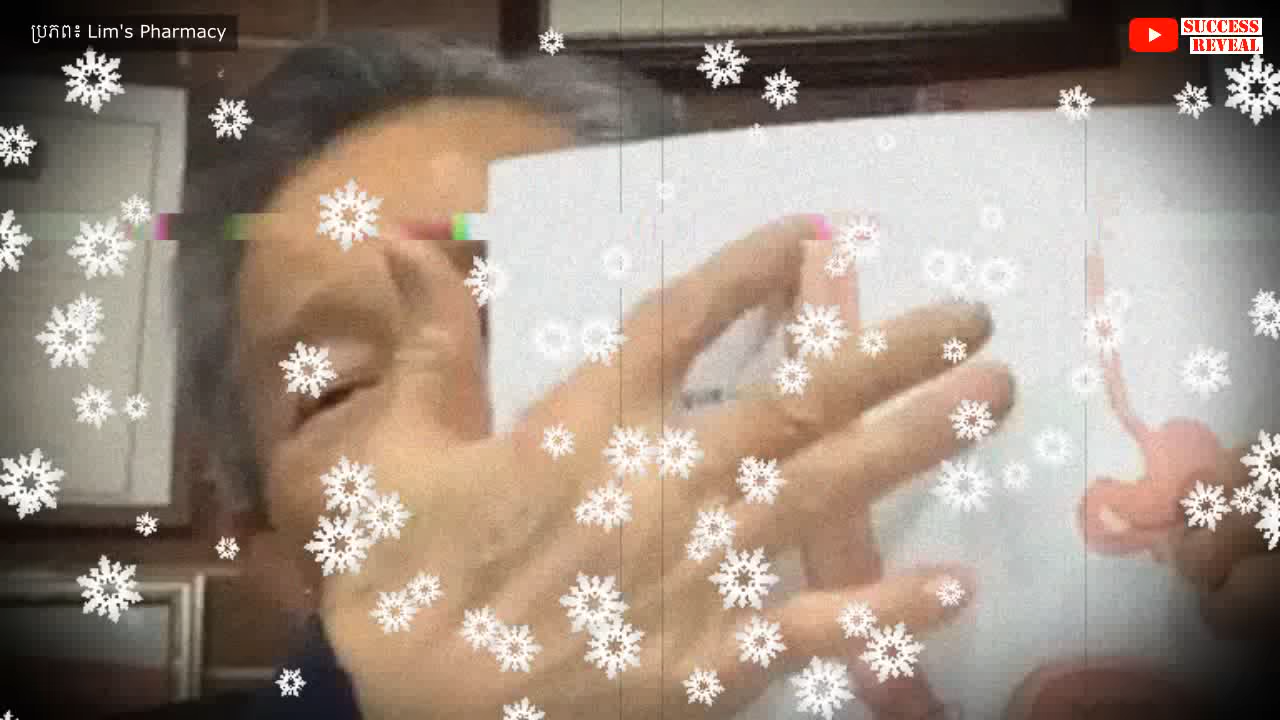 ប្រភព៖ Lim's Pharmacy
SUCCESS
REVEAL